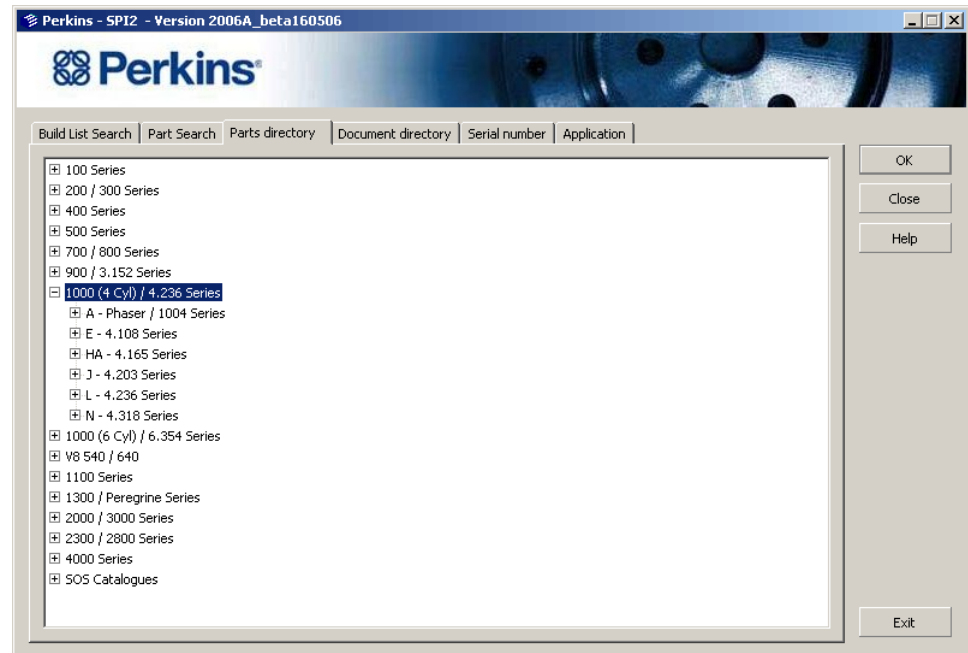 Perkins - SPI2 - Version 2006A_beta160506
Perkins®
Build List Search Part Search Parts directory Document directory Serial number Application
100 Series
200 / 300 Series
400 Series
500 Series
700 / 800 Series
900 / 3.152 Series
1000 (4 Cyl) / 4.236 Series
A - Phaser / 1004 Series
E - 4.108 Series
HA - 4.165 Series
J - 4.203 Series
L - 4.236 Series
N - 4.318 Series
1000 (6 Cyl) / 6.354 Series
V8 540 / 640
1100 Series
1300 / Peregrine Series
2000 / 3000 Series
2300 / 2800 Series
4000 Series
SOS Catalogues
OK
Close
Help
Exit